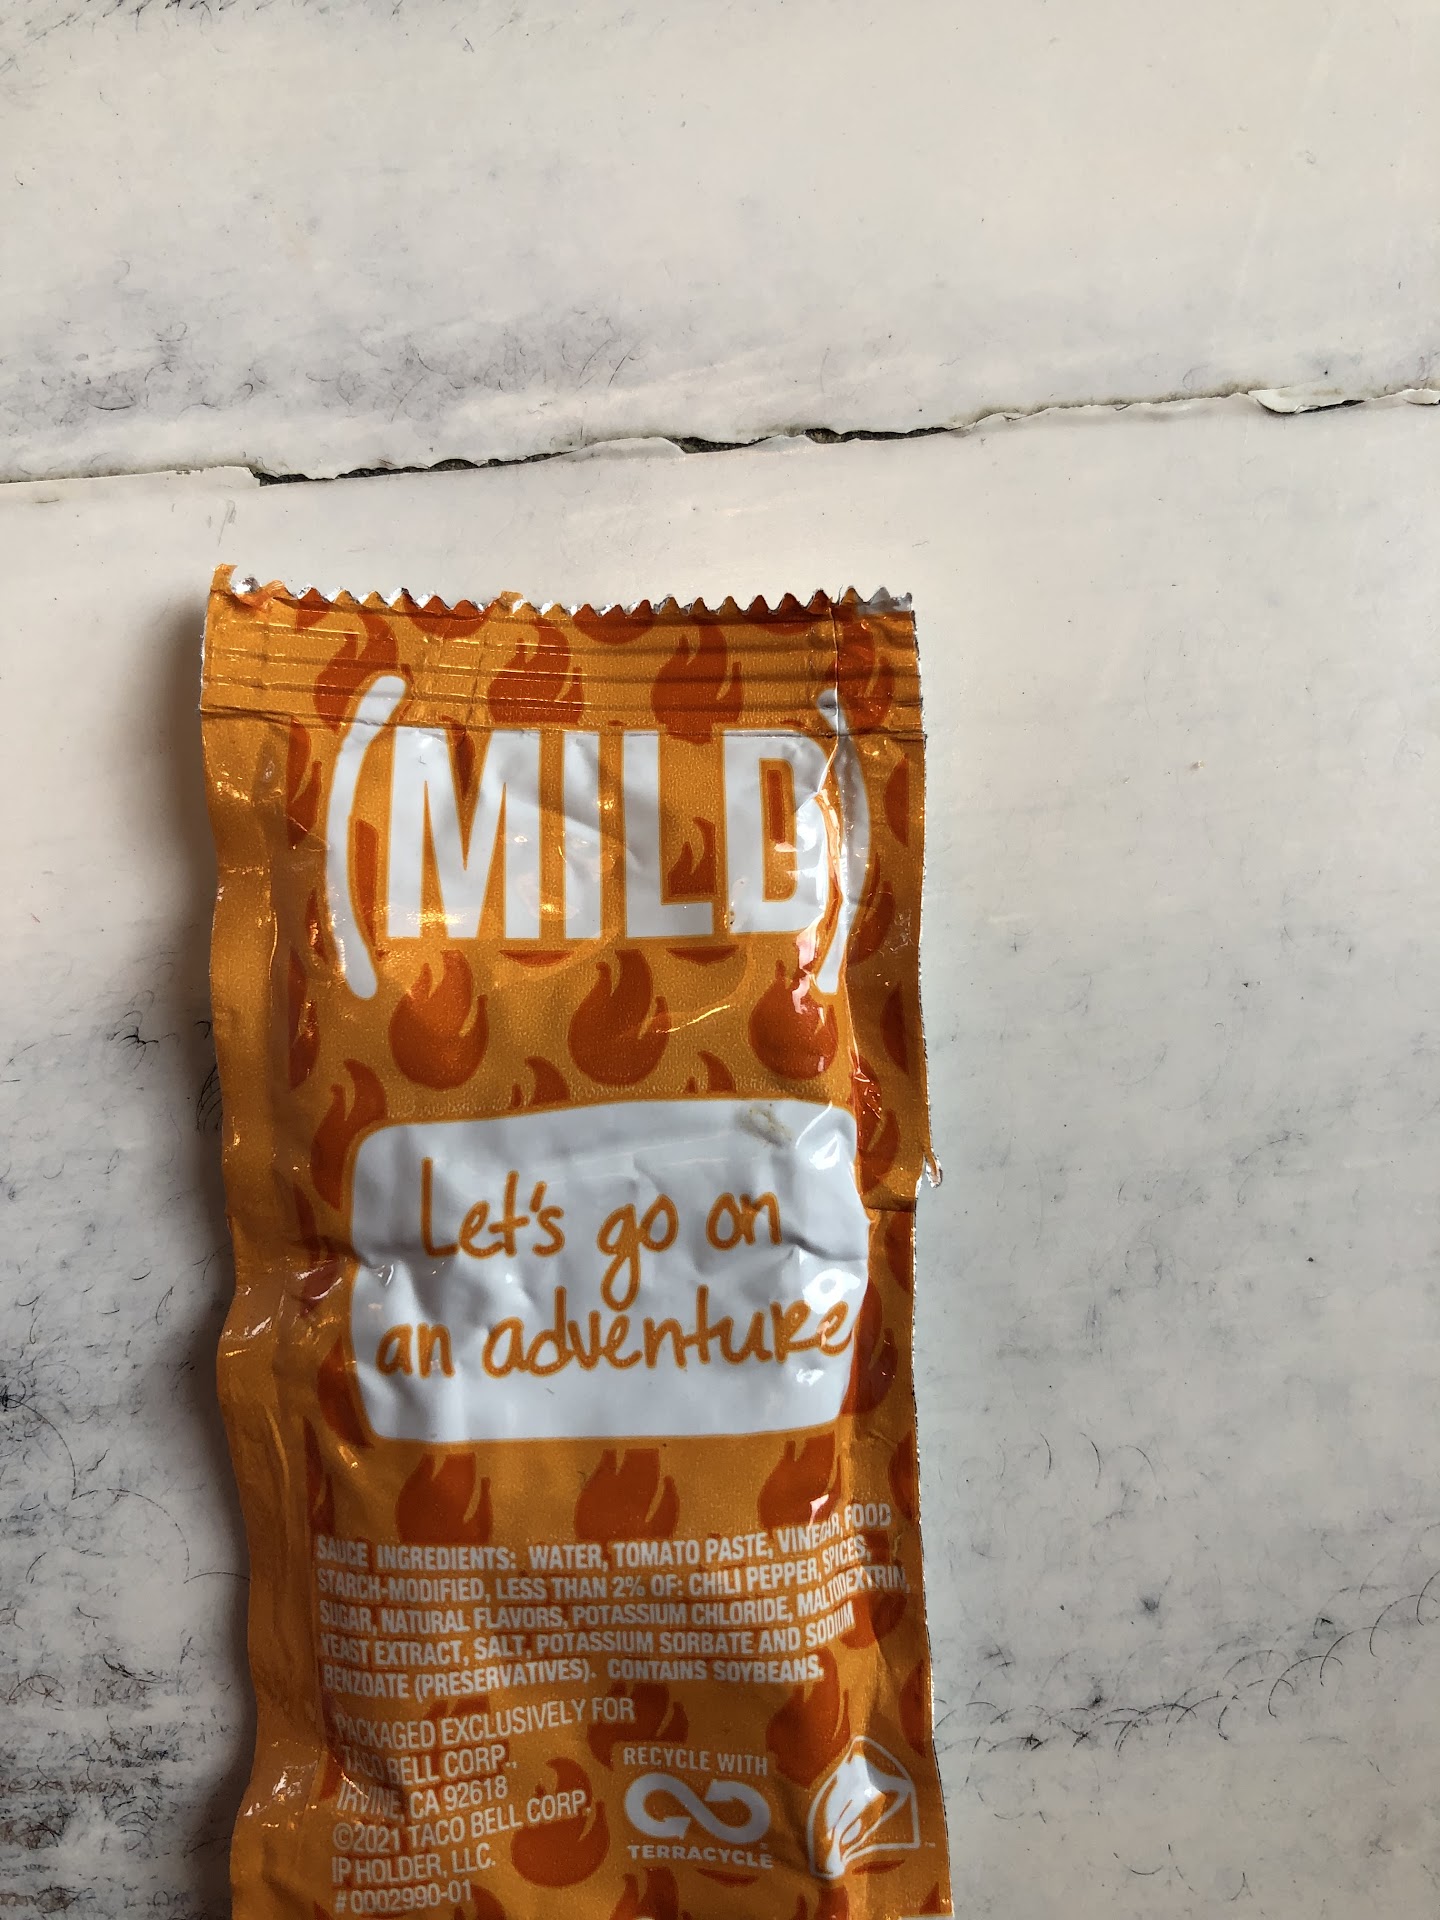 (MILD)
Let's go on
an adventure
SAUCE INGREDIENTS: WATER, TOMATO PASTE, VINEGAR, FOOD
STARCH-MODIFIED, LESS THAN 2% OF: CHILI PEPPER, SPICES,
SUGAR, NATURAL FLAVORS, POTASSIUM CHLORIDE, MALTODEXTRIN,
YEAST EXTRACT, SALT, POTASSIUM SORBATE AND SODIUM
BENZOATE (PRESERVATIVES). CONTAINS SOYBEANS.
PACKAGED EXCLUSIVELY FOR
TACO BELL CORP.,
IRVINE, CA 92618
©2021 TACO BELL CORP.
IP HOLDER, LLC.
#0002990-01
RECYCLE WITH
TERRACYCLE